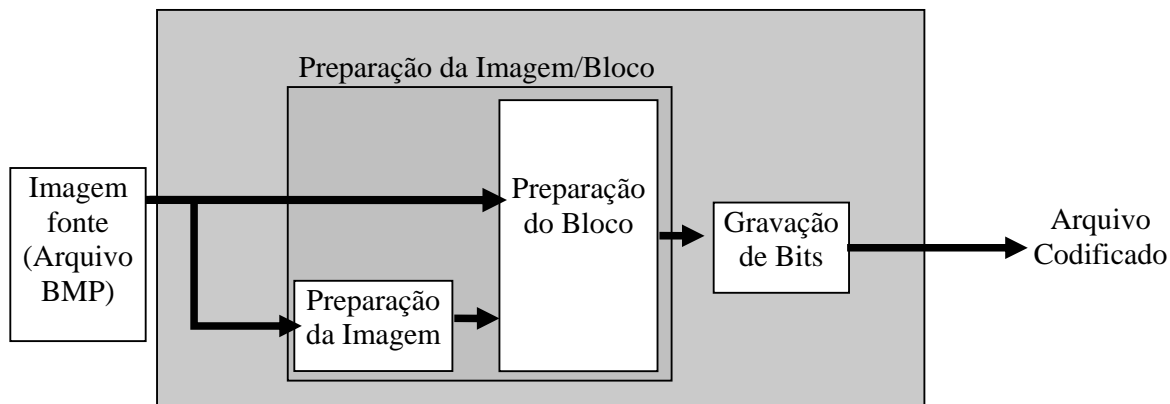 Preparação da Imagem/Bloco
Imagem
fonte
(Arquivo
BMP)
Preparação
do Bloco
Preparação
da Imagem
Gravação
de Bits
Arquivo
Codificado